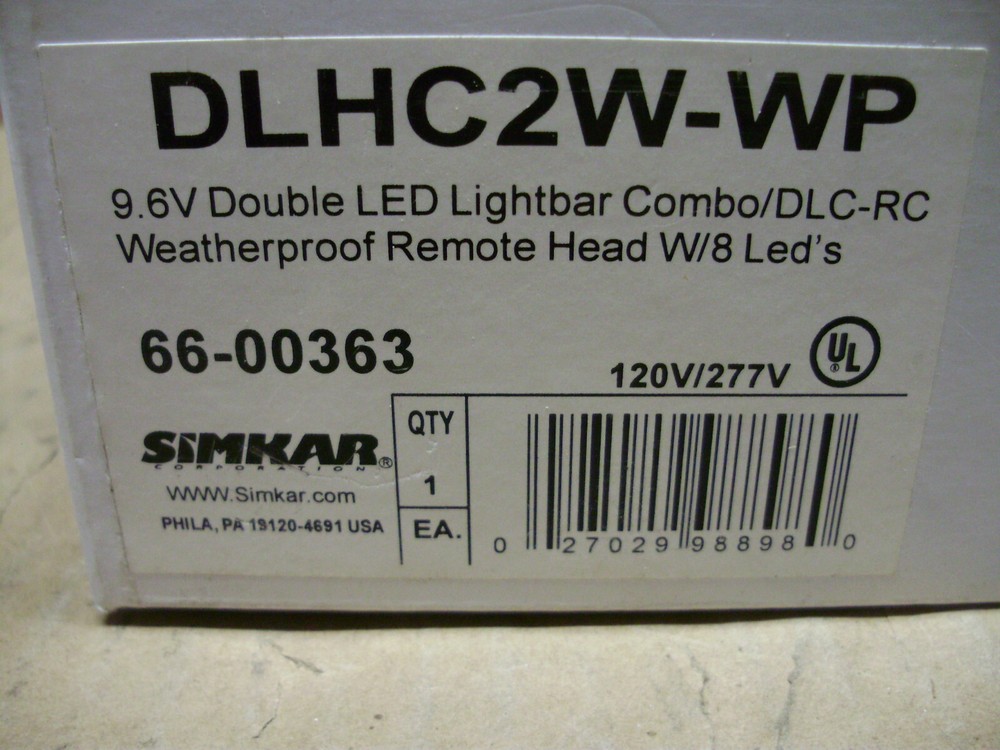 DLHC2W-WP
9.6V Double LED Lightbar Combo/DLC-RC
Weatherproof Remote Head W/8 Led's
66-00363
120V/277V
UL
®
SIMKAR®
CORPORATION
WWW.Simkar.com
PHILA, PA 19120-4691 USA
QTY
1
EA.
0 27029 98898 0